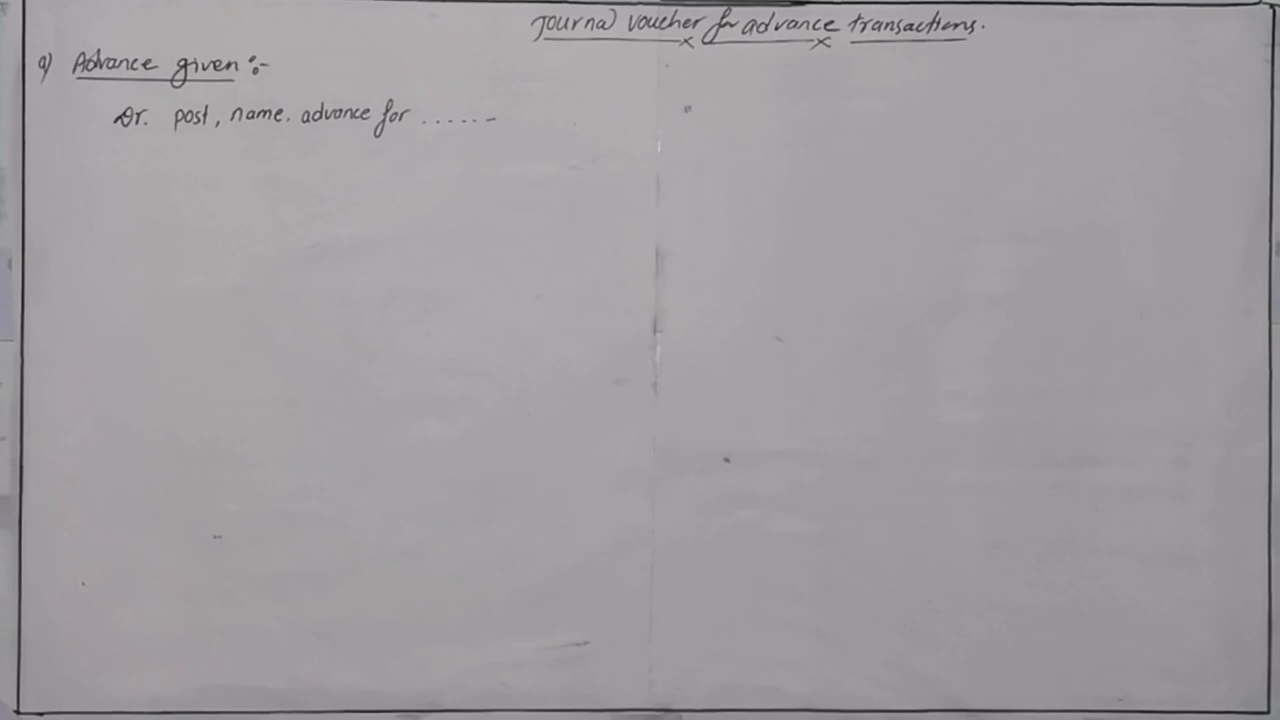 Journal voucher for advance transactions.
a) Advance given :-
Dr. post, name. advance for ......